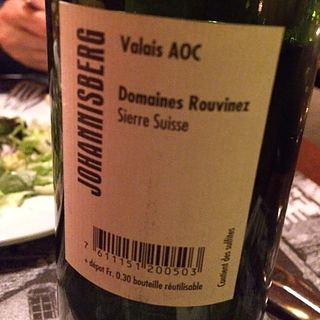 JOHANNISBERG
Valais AOC
Domaines Rouvinez
Sierre Suisse
7 611151 200503
+ dépot Fr. 0.30 bouteille réutilisable
Contient des sulfites